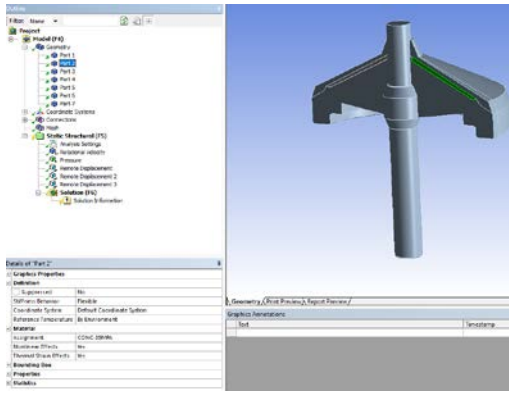 Outline
Filter: Name
Project
Model (F4)
Geometry
Part 1
Part 2
Part 3
Part 4
Part 5
Part 6
Part 7
Coordinate Systems
Connections
Mesh
Static Structural (F5)
Analysis Settings
Rotational Velocity
Pressure
Remote Displacement
Remote Displacement 2
Remote Displacement 3
Solution (F6)
Solution Information
Details of "Part 2"
Graphics Properties
Definition
Suppressed No
Stiffness Behavior Flexible
Coordinate System Default Coordinate System
Reference Temperature By Environment
Material
Assignment
Nonlinear Effects Yes
Thermal Strain Effects Yes
Bounding Box
Properties
Statistics
Geometry / Print Preview / Report Preview /
Graphics Annotations
Text Timestamp